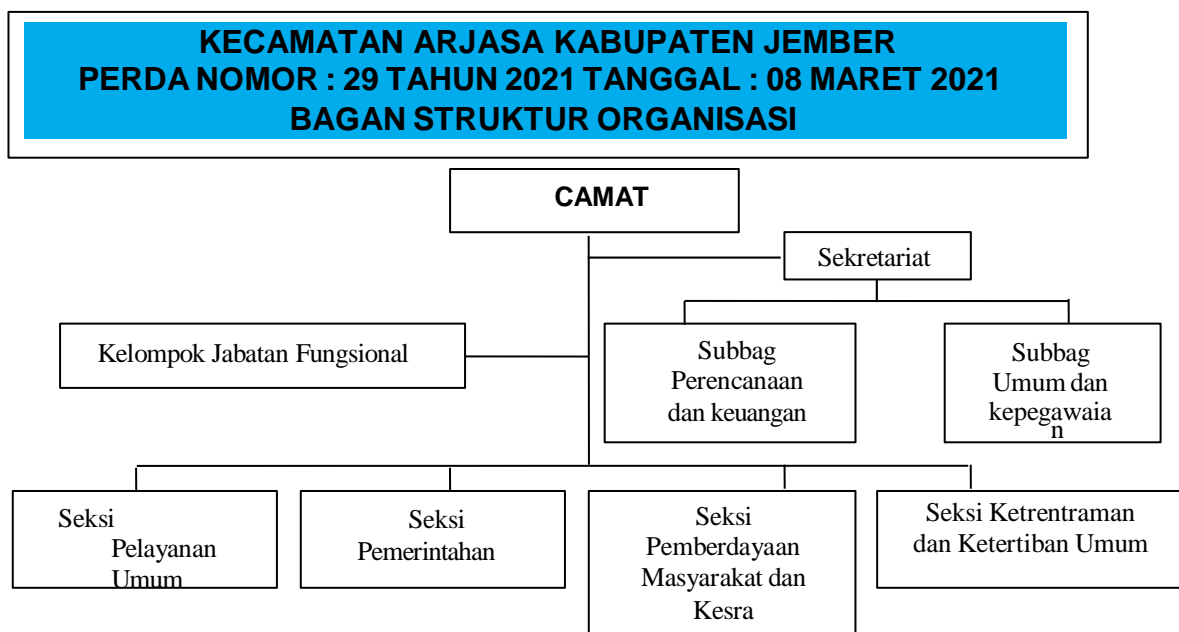 KECAMATAN ARJASA KABUPATEN JEMBER
PERDA NOMOR : 29 TAHUN 2021 TANGGAL : 08 MARET 2021
BAGAN STRUKTUR ORGANISASI
CAMAT
Sekretariat
Kelompok Jabatan Fungsional
Subbag
Perencanaan
dan keuangan
Subbag
Umum dan
kepegawaia
n
Seksi
Pelayanan
Umum
Seksi
Pemerintahan
Seksi
Pemberdayaan
Masyarakat dan
Kesra
Seksi Ketrentraman
dan Ketertiban Umum